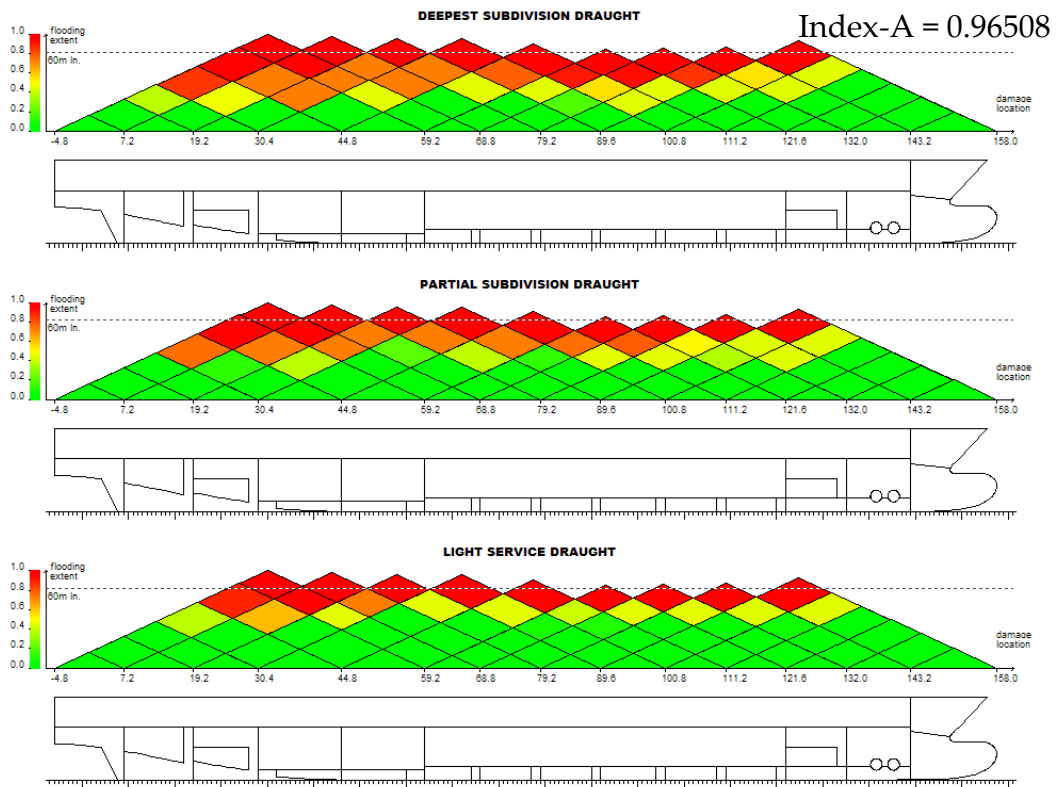 DEEPEST SUBDIVISION DRAUGHT
Index-A = 0.96508
1.0 flooding
extent
0.8
60m ln.
0.6
0.4
0.2
0.0
damage
location
-4.8 7.2 19.2 30.4 44.8 59.2 68.8 79.2 89.6 100.8 111.2 121.6 132.0 143.2 158.0
PARTIAL SUBDIVISION DRAUGHT
1.0 flooding
extent
0.8
60m ln.
0.6
0.4
0.2
0.0
damage
location
-4.8 7.2 19.2 30.4 44.8 59.2 68.8 79.2 89.6 100.8 111.2 121.6 132.0 143.2 158.0
LIGHT SERVICE DRAUGHT
1.0 flooding
extent
0.8
60m ln.
0.6
0.4
0.2
0.0
damage
location
-4.8 7.2 19.2 30.4 44.8 59.2 68.8 79.2 89.6 100.8 111.2 121.6 132.0 143.2 158.0